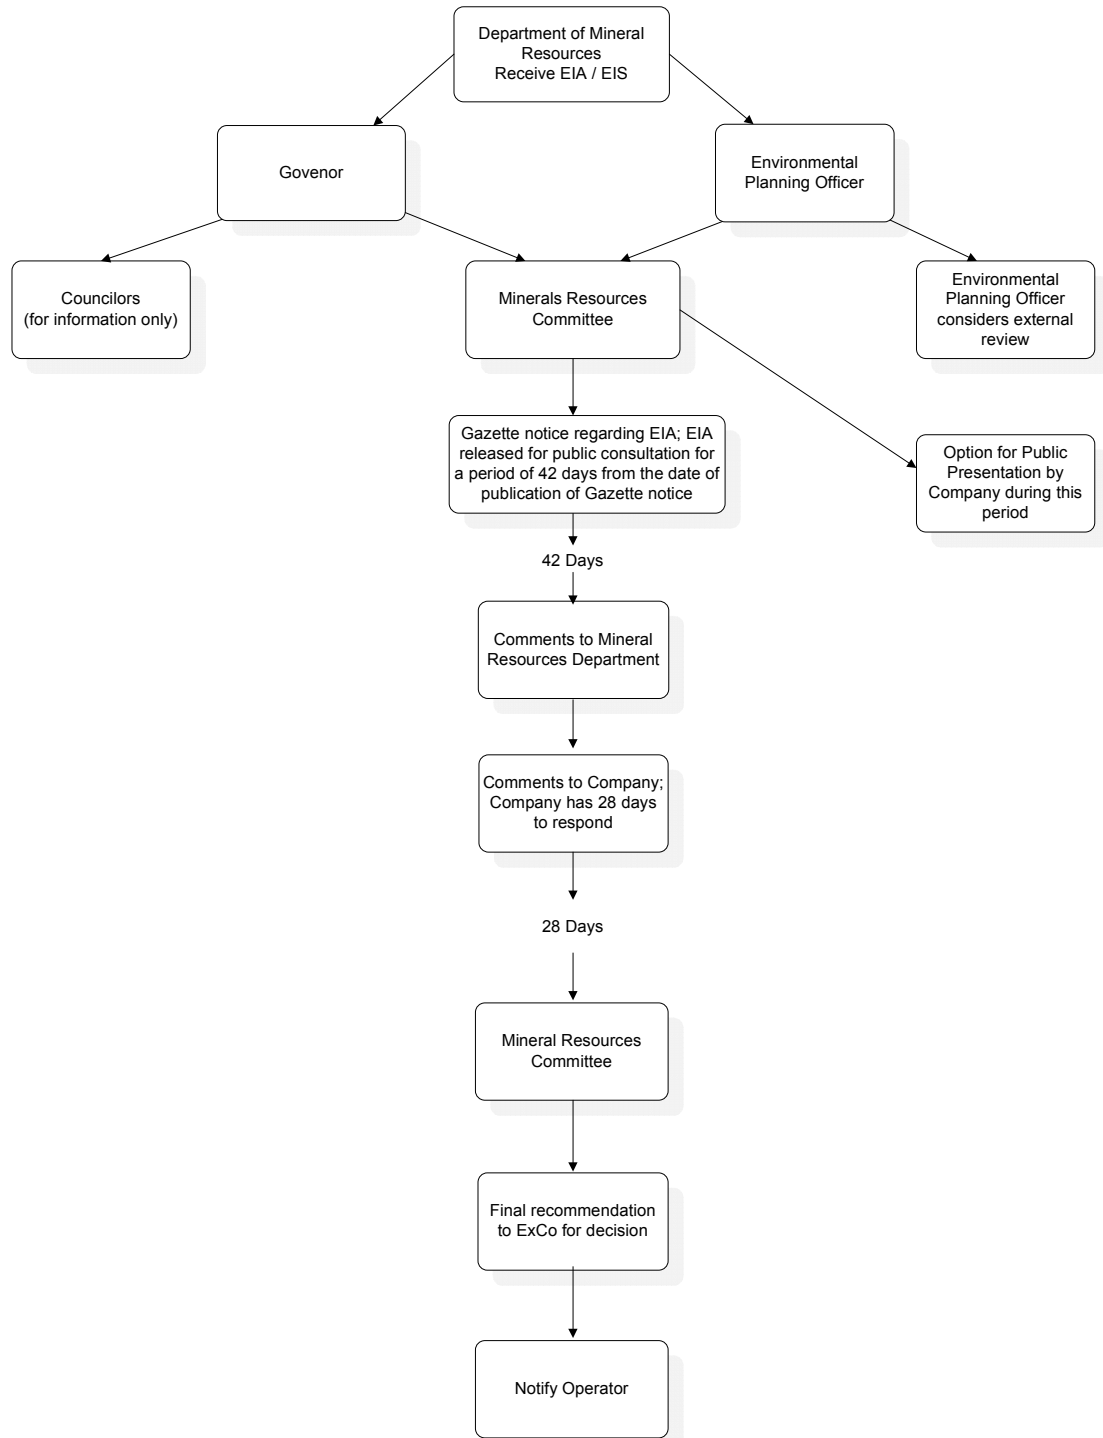 Department of Mineral
Resources
Receive EIA / EIS
Govenor
Environmental
Planning Officer
Councilors
(for information only)
Minerals Resources
Committee
Environmental
Planning Officer
considers external
review
Gazette notice regarding EIA; EIA
released for public consultation for
a period of 42 days from the date of
publication of Gazette notice
Option for Public
Presentation by
Company during this
period
42 Days
Comments to Mineral
Resources Department
Comments to Company;
Company has 28 days
to respond
28 Days
Mineral Resources
Committee
Final recommendation
to ExCo for decision
Notify Operator